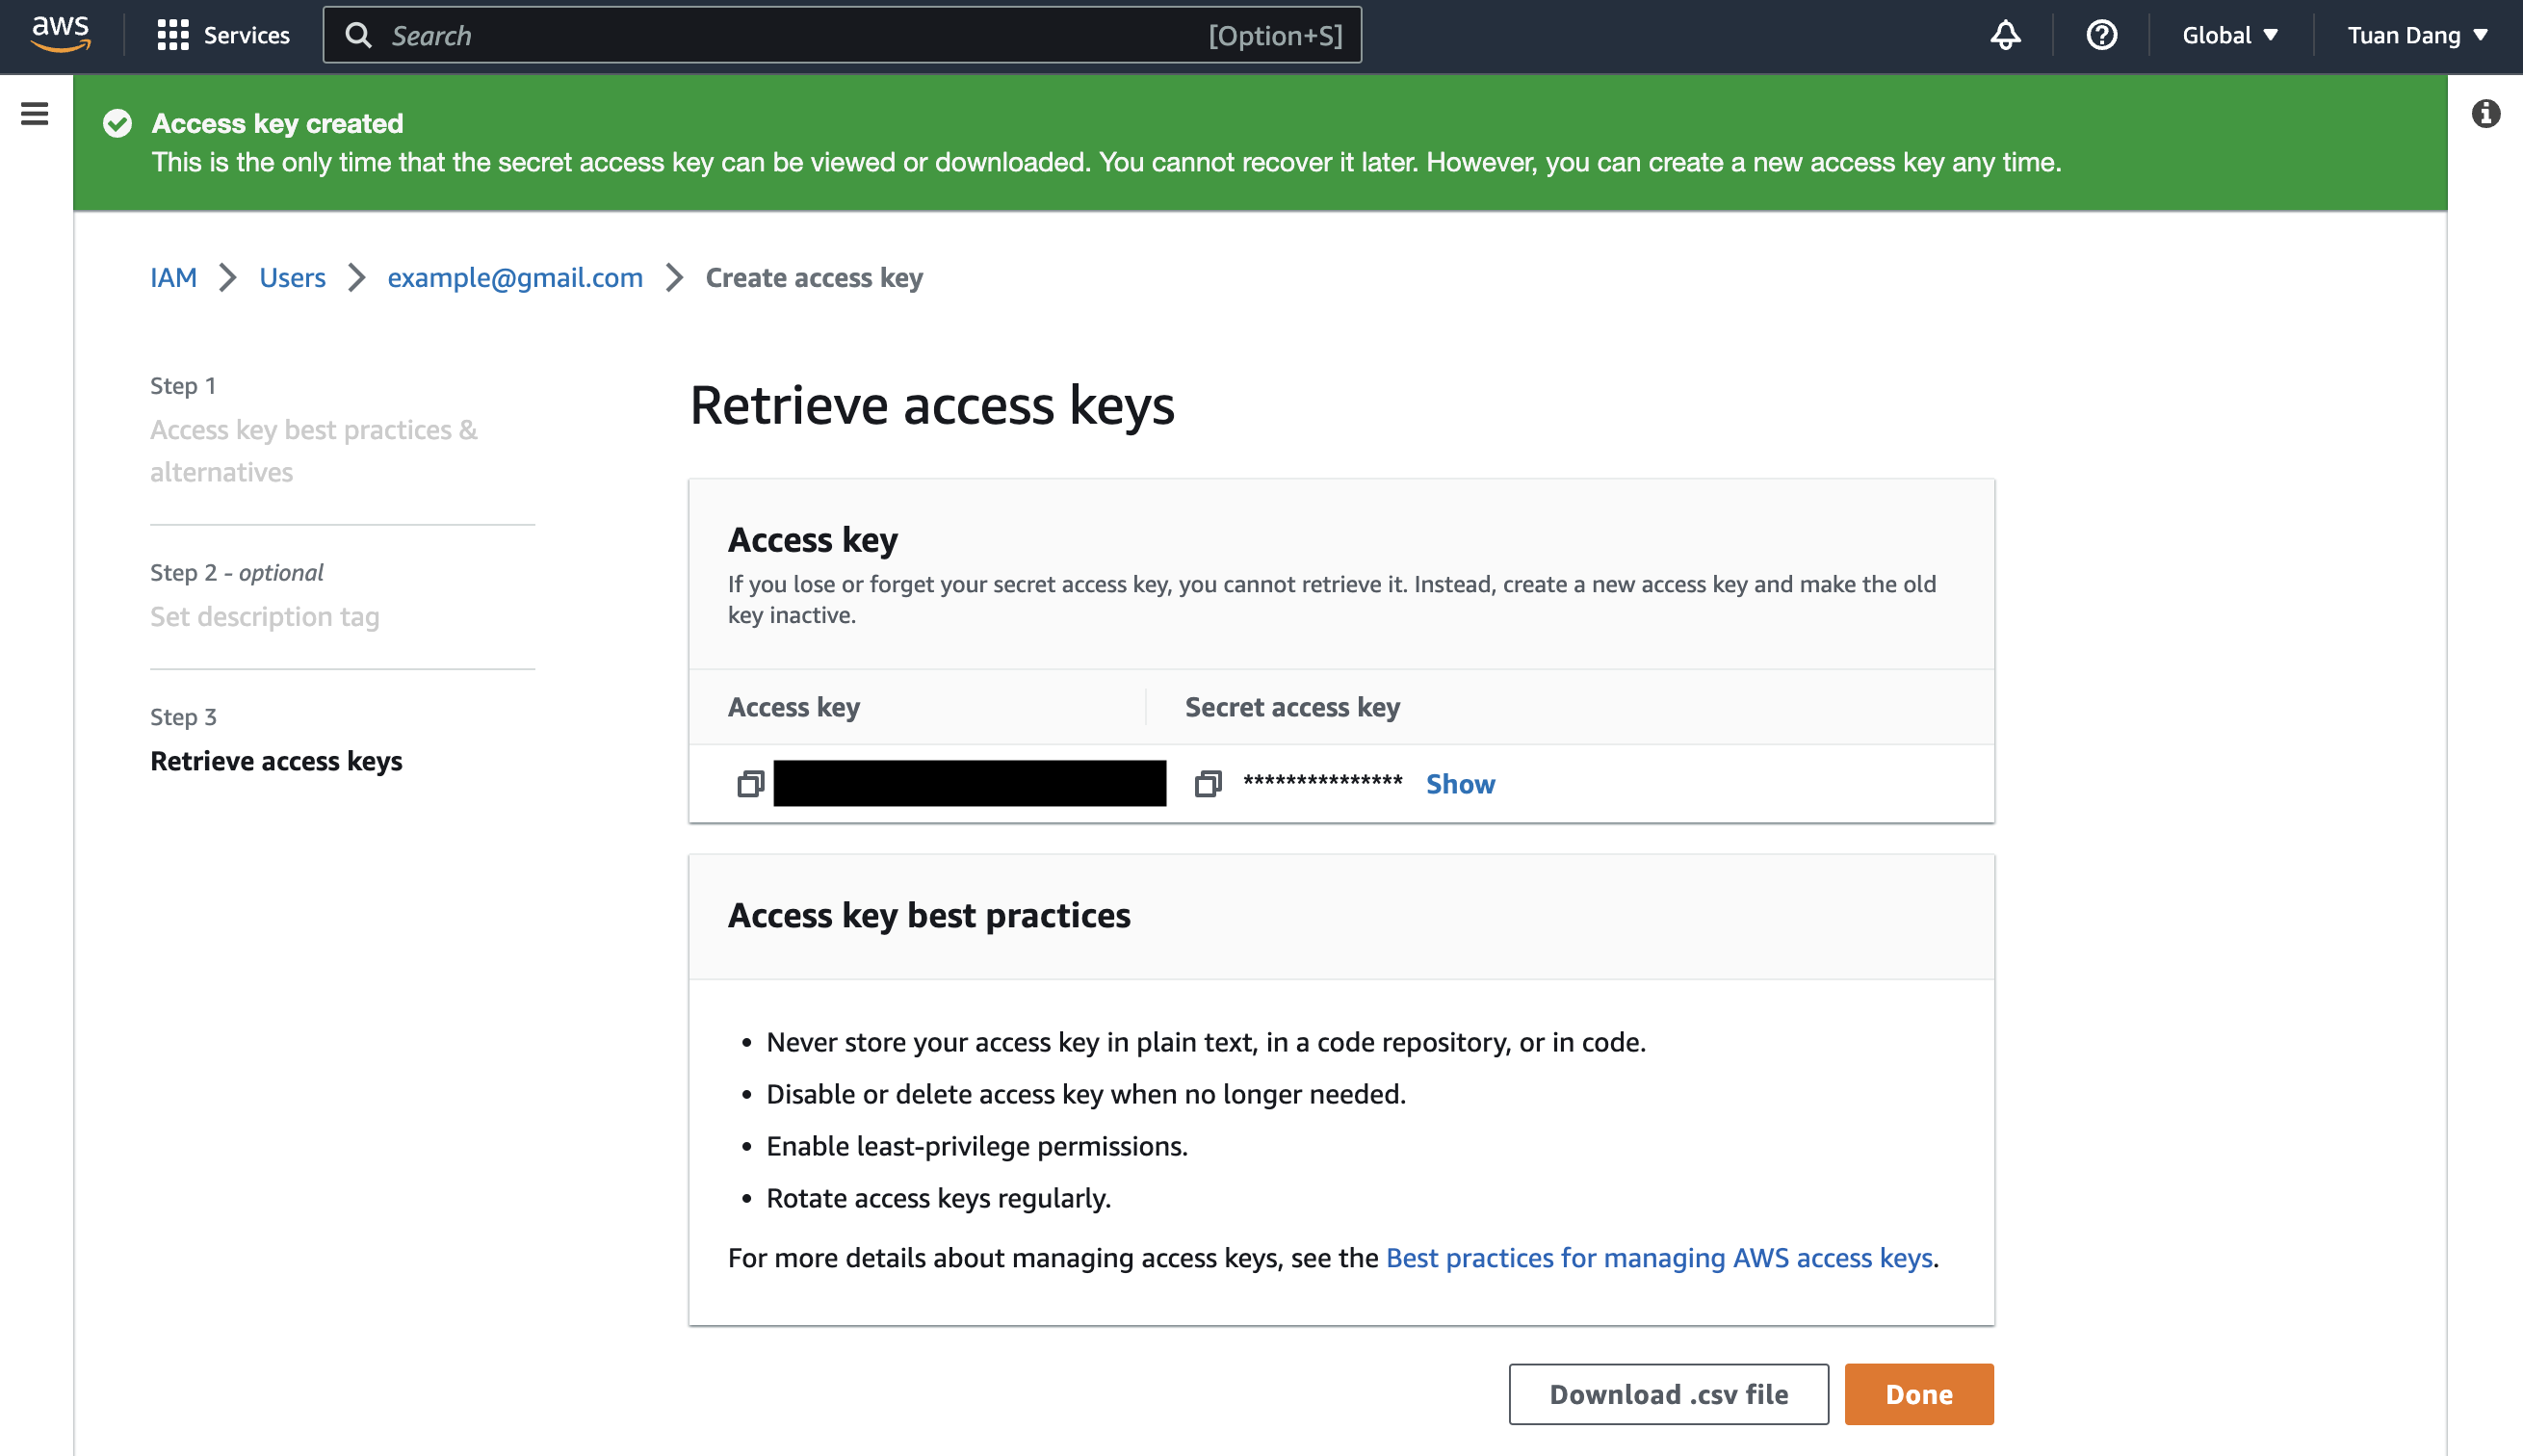 aws
Services
Search
[Option+S]
Global
Tuan Dang
Access key created
This is the only time that the secret access key can be viewed or downloaded. You cannot recover it later. However, you can create a new access key any time.
IAM
Users
example@gmail.com
Create access key
Step 1
Access key best practices &
alternatives
Step 2 - optional
Set description tag
Step 3
Retrieve access keys
Retrieve access keys
Access key
If you lose or forget your secret access key, you cannot retrieve it. Instead, create a new access key and make the old
key inactive.
Access key
Secret access key
***************
Show
Access key best practices
• Never store your access key in plain text, in a code repository, or in code.
• Disable or delete access key when no longer needed.
• Enable least-privilege permissions.
• Rotate access keys regularly.
For more details about managing access keys, see the Best practices for managing AWS access keys.
Download .csv file
Done